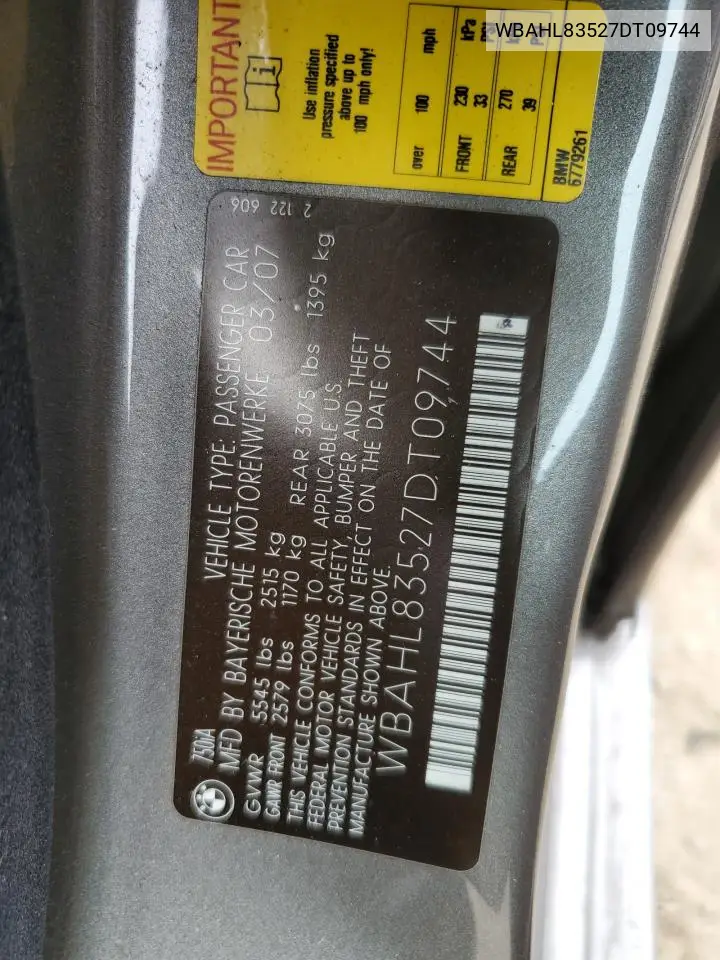 WBAHL83527DT09744
IMPORTANT
Use inflation
pressure specified
above up to
100 mph only!
over 100 mph
kPa
FRONT 230 33
REAR 270 39
BMW
6779261
2 122 606
750iA VEHICLE TYPE: PASSENGER CAR
MFD BY BAYERISCHE MOTORENWERKE 03/07
GVWR 5545 lbs 2515 kg
GAWR FRONT 2579 lbs 1170 kg REAR 3075 lbs 1395 kg
THIS VEHICLE CONFORMS TO ALL APPLICABLE U.S.
FEDERAL MOTOR VEHICLE SAFETY, BUMPER AND THEFT
PREVENTION STANDARDS IN EFFECT ON THE DATE OF
MANUFACTURE SHOWN ABOVE.
WBAHL83527DT09744